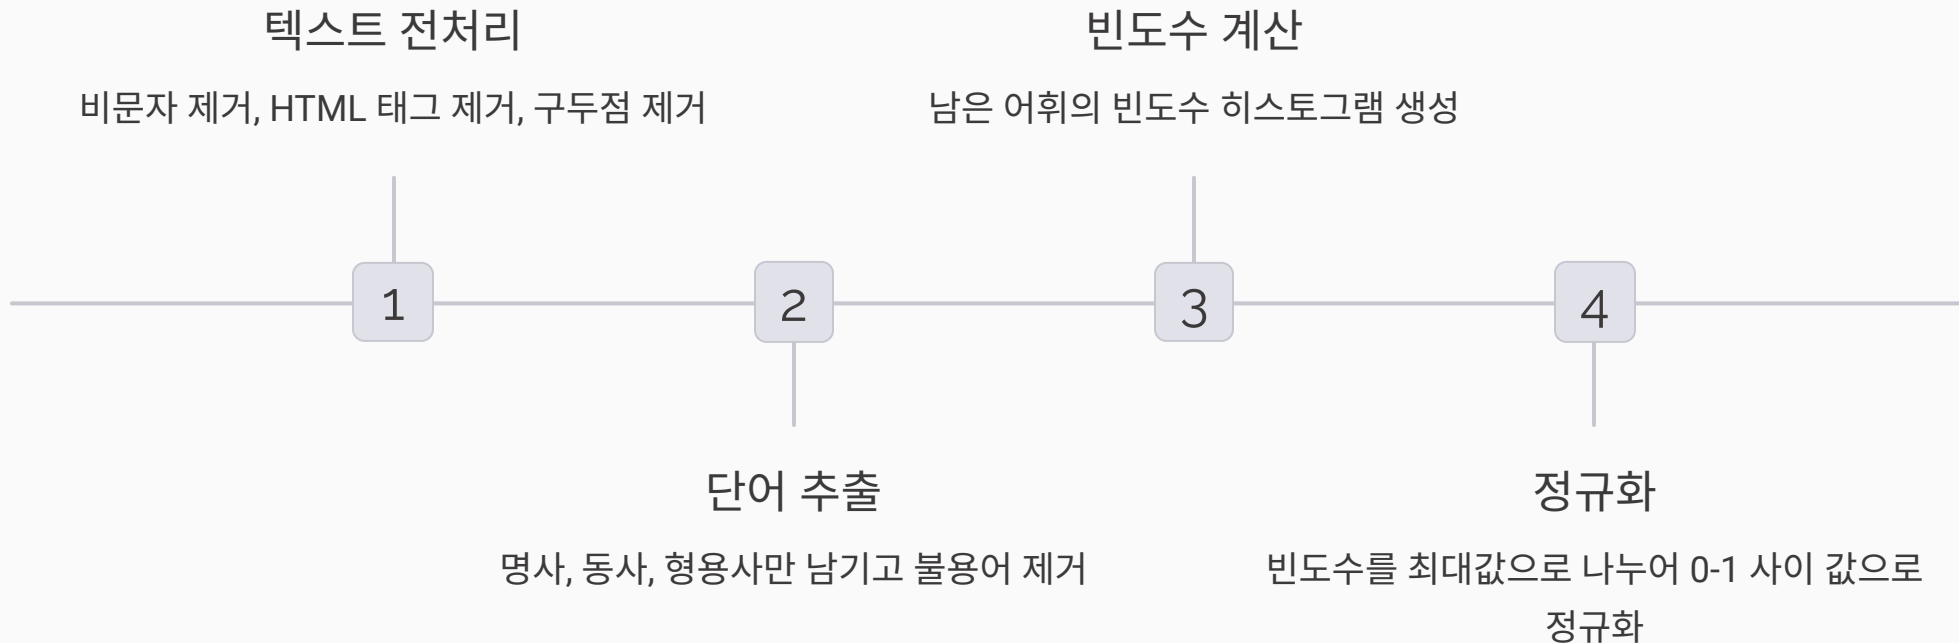 텍스트 전처리
비문자 제거, HTML 태그 제거, 구두점 제거
1
2
단어 추출
명사, 동사, 형용사만 남기고 불용어 제거
빈도수 계산
남은 어휘의 빈도수 히스토그램 생성
3
4
정규화
빈도수를 최대값으로 나누어 0-1 사이 값으로
정규화